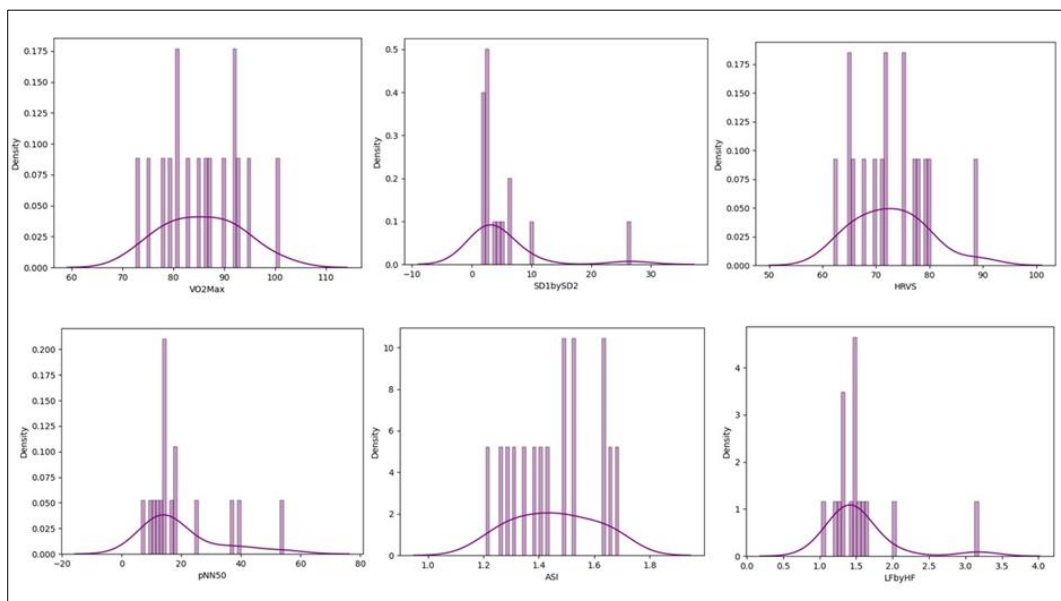 0.175
0.150
0.125
0.100
0.075
0.050
0.025
0.000
Density
60 70 80 90 100 110
VO2Max
0.5
0.4
0.3
0.2
0.1
0.0
Density
−10 0 10 20 30
SD1bySD2
0.175
0.150
0.125
0.100
0.075
0.050
0.025
0.000
Density
50 60 70 80 90 100
HRVS
0.200
0.175
0.150
0.125
0.100
0.075
0.050
0.025
0.000
Density
−20 0 20 40 60 80
pNN50
10
8
6
4
2
0
Density
1.0 1.2 1.4 1.6 1.8
ASI
4
3
2
1
0
Density
0.0 0.5 1.0 1.5 2.0 2.5 3.0 3.5 4.0
LFbyHF